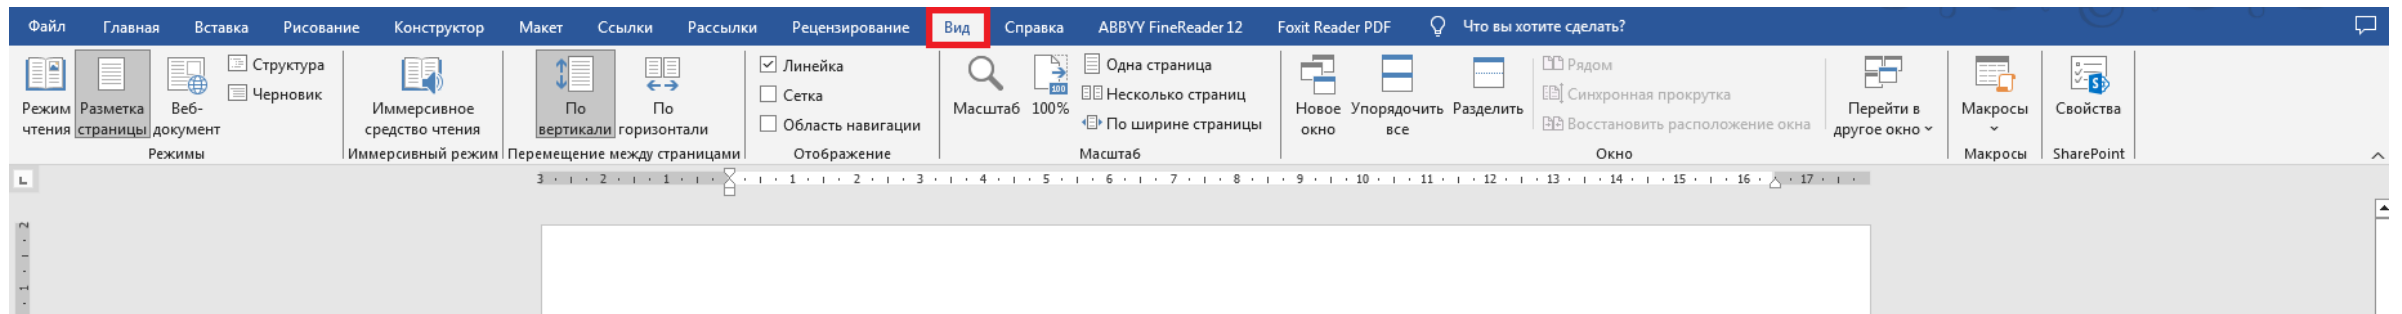 Файл Главная Вставка Рисование Конструктор Макет Ссылки Рассылки Рецензирование Вид Справка ABBYY FineReader 12 Foxit Reader PDF Что вы хотите сделать?
Режим чтения
Разметка страницы
Веб-документ
Структура
Черновик
Режимы
Иммерсивное
средство чтения
Иммерсивный режим
По
вертикали
По
горизонтали
Перемещение между страницами
Линейка
Сетка
Область навигации
Отображение
Масштаб
100
100%
Одна страница
Несколько страниц
По ширине страницы
Масштаб
Новое
окно
Упорядочить
все
Разделить
Рядом
Синхронная прокрутка
Восстановить расположение окна
Перейти в
другое окно
Окно
Макросы
Макросы
S
Свойства
SharePoint
L
3 2 1 1 2 3 4 5 6 7 8 9 10 11 12 13 14 15 16 17
2
1